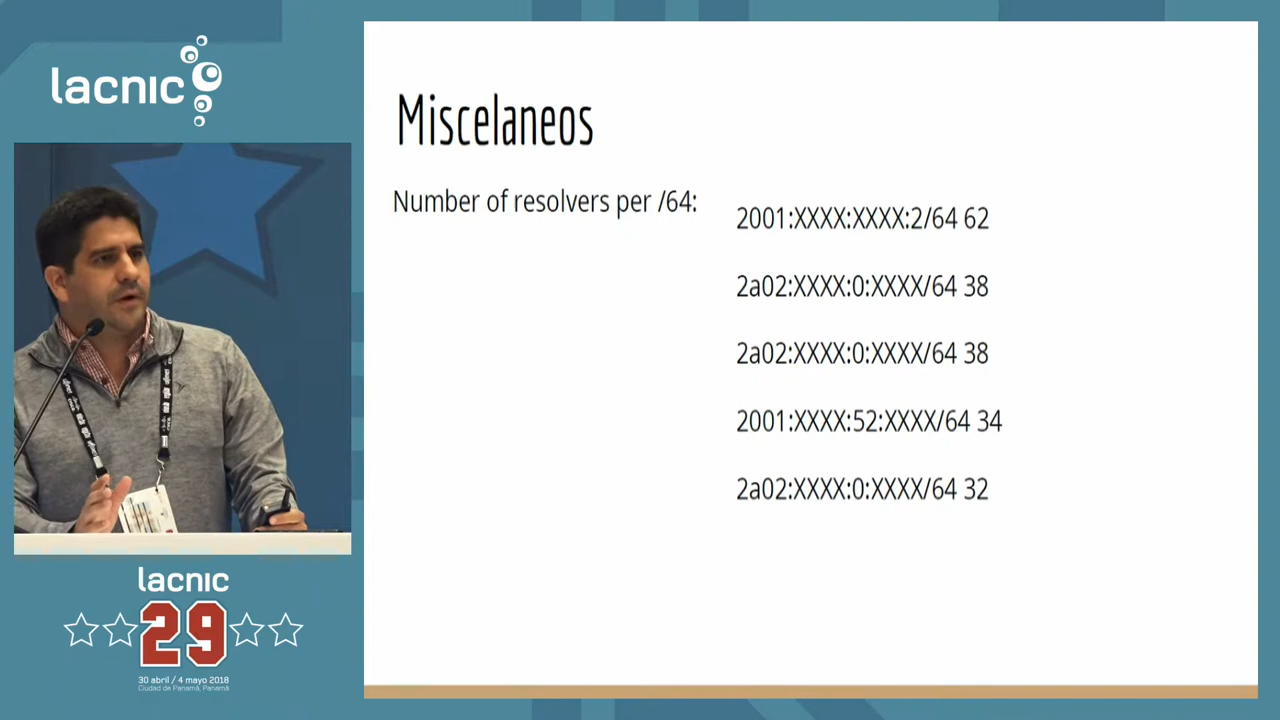 lacnic
Miscelaneos
Number of resolvers per /64:
2001:XXXX:XXXX:2/64 62
2a02:XXXX:0:XXXX/64 38
2a02:XXXX:0:XXXX/64 38
2001:XXXX:52:XXXX/64 34
2a02:XXXX:0:XXXX/64 32
lacnic
29
30 abril / 4 mayo 2018
Ciudad de Panamá, Panamá